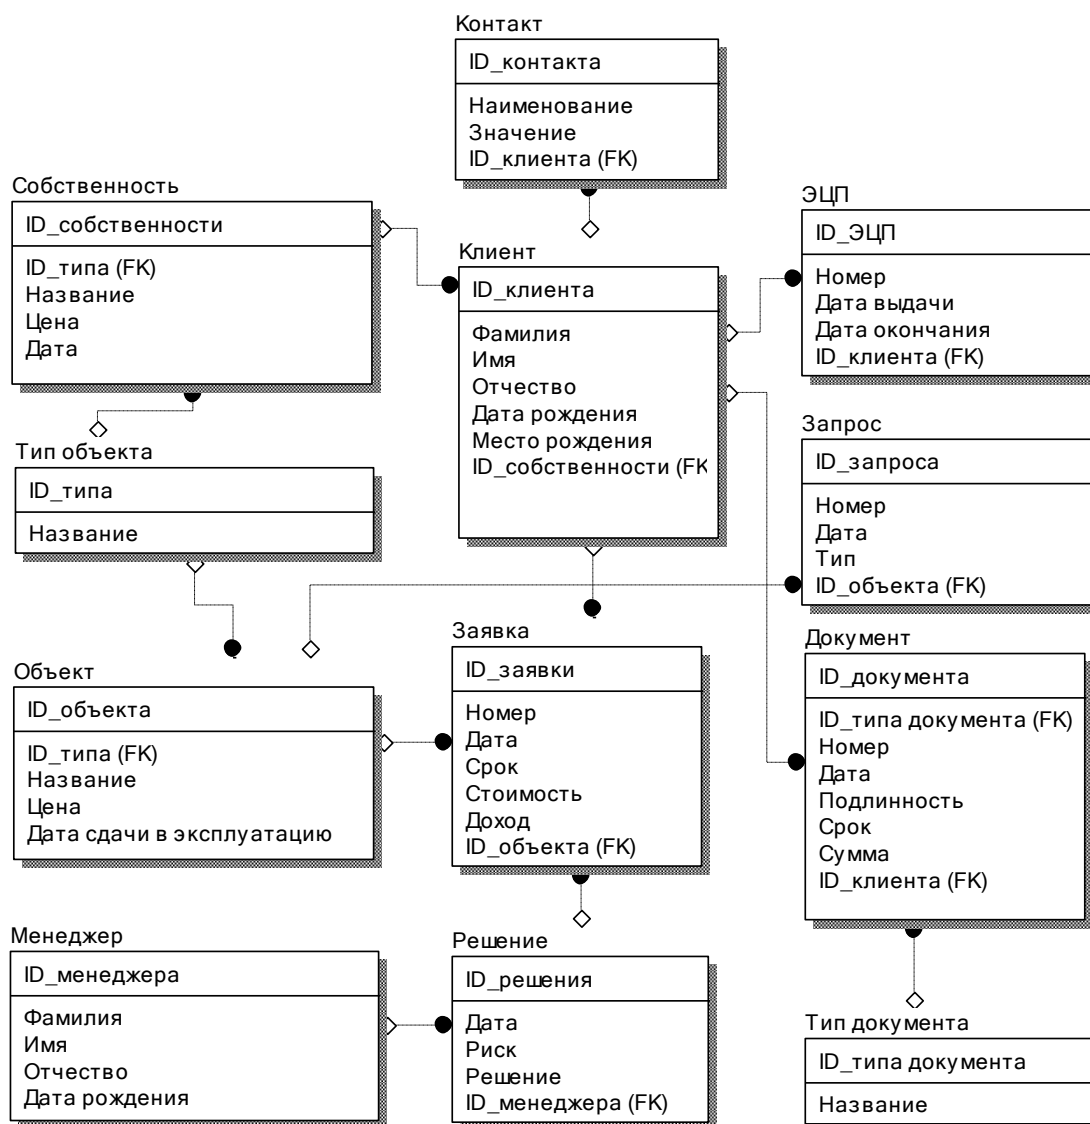 Контакт
ID_контакта
Наименование
Значение
ID_клиента (FK)
Собственность
ID_собственности
ID_типа (FK)
Название
Цена
Дата
Клиент
ID_клиента
Фамилия
Имя
Отчество
Дата рождения
Место рождения
ID_собственности (FK
ЭЦП
ID_ЭЦП
Номер
Дата выдачи
Дата окончания
ID_клиента (FK)
Тип объекта
ID_типа
Название
Запрос
ID_запроса
Номер
Дата
Тип
ID_объекта (FK)
Объект
ID_объекта
ID_типа (FK)
Название
Цена
Дата сдачи в эксплуатацию
Заявка
ID_заявки
Номер
Дата
Срок
Стоимость
Доход
ID_объекта (FK)
Документ
ID_документа
ID_типа документа (FK)
Номер
Дата
Подлинность
Срок
Сумма
ID_клиента (FK)
Менеджер
ID_менеджера
Фамилия
Имя
Отчество
Дата рождения
Решение
ID_решения
Дата
Риск
Решение
ID_менеджера (FK)
Тип документа
ID_типа документа
Название